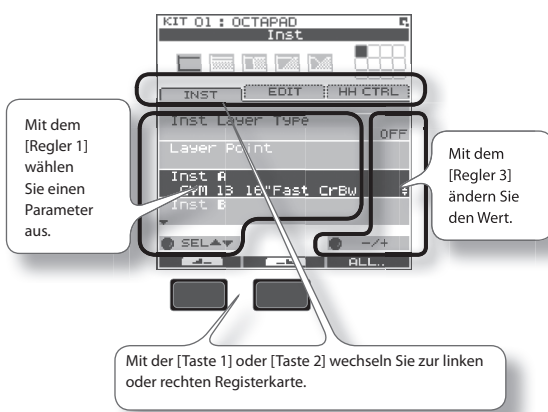 KIT 01 : OCTAPAD
Inst
INST
EDIT
HH CTRL
Inst Layer Type
OFF
Layer Point
Inst A
CYM 13 16"Fast CrBw
Inst B
SEL
-/+
ALL..
Mit dem
[Regler 1]
wählen
Sie einen
Parameter
aus.
Mit dem
[Regler 3]
ändern Sie
den Wert.
Mit der [Taste 1] oder [Taste 2] wechseln Sie zur linken
oder rechten Registerkarte.